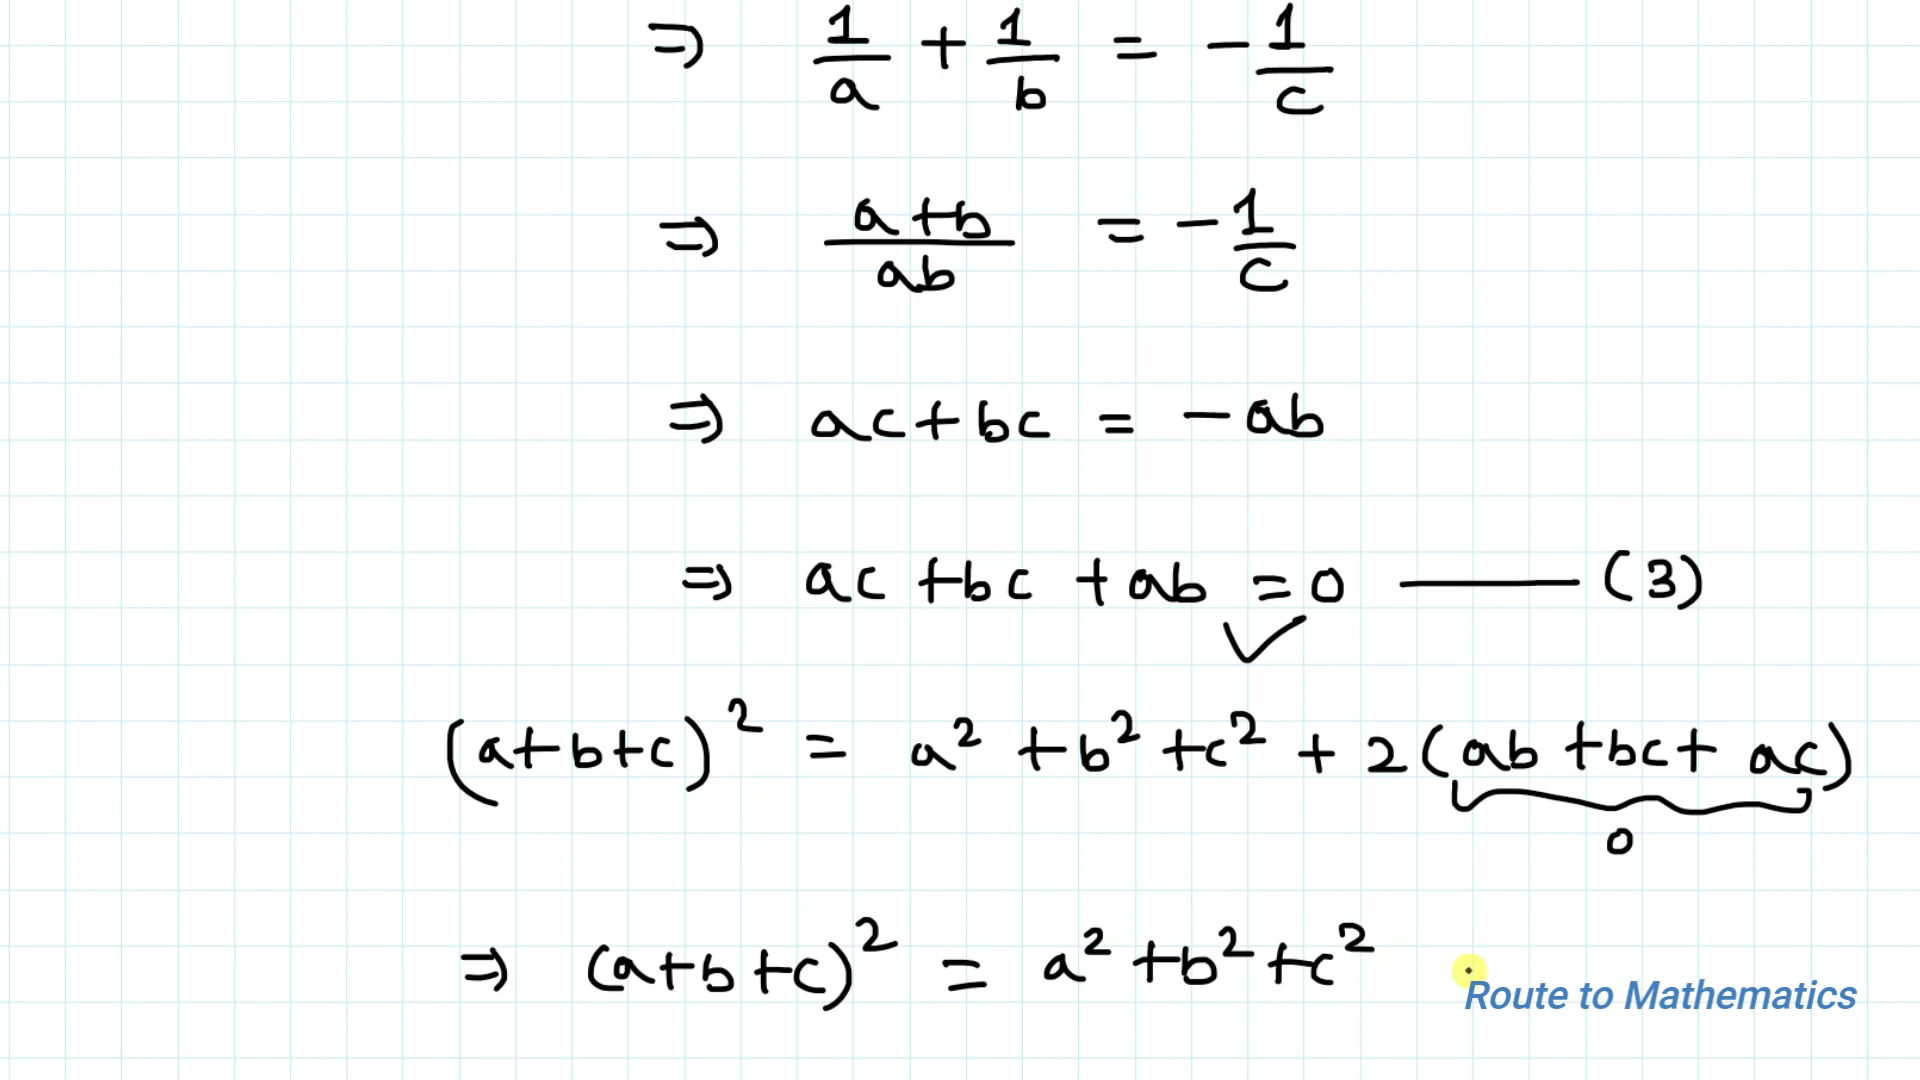 ⇒ 1/a + 1/b = - 1/c
⇒ a+b/ab = - 1/c
⇒ ac+bc = -ab
⇒ ac +bc +ab =0 —— (3)
(a+b+c)² = a² +b² +c² + 2(ab +bc+ ac)
0
⇒ (a+b+c)² = a² +b² +c²
Route to Mathematics